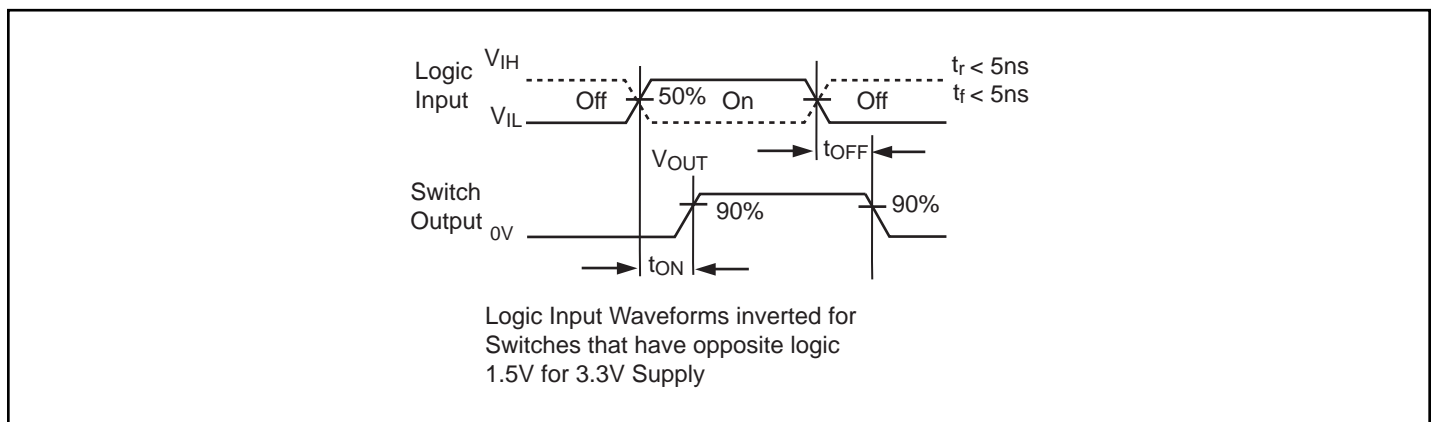 Logic Input
VIH
VIL
Off
50%
On
Off
tr < 5ns
tf < 5ns
tOFF
VOUT
Switch Output
0V
90%
90%
tON
Logic Input Waveforms inverted for
Switches that have opposite logic
1.5V for 3.3V Supply